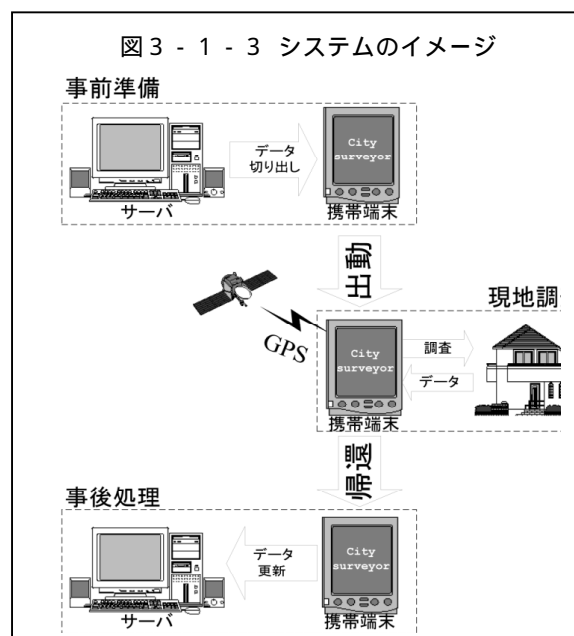 図３-１-３ システムのイメージ
事前準備
City
surveyor
データ
切り出し
サーバ
携帯端末
出動
現地調
GPS
City
surveyor
調査
データ
携帯端末
帰還
事後処理
City
surveyor
データ
更新
サーバ
携帯端末